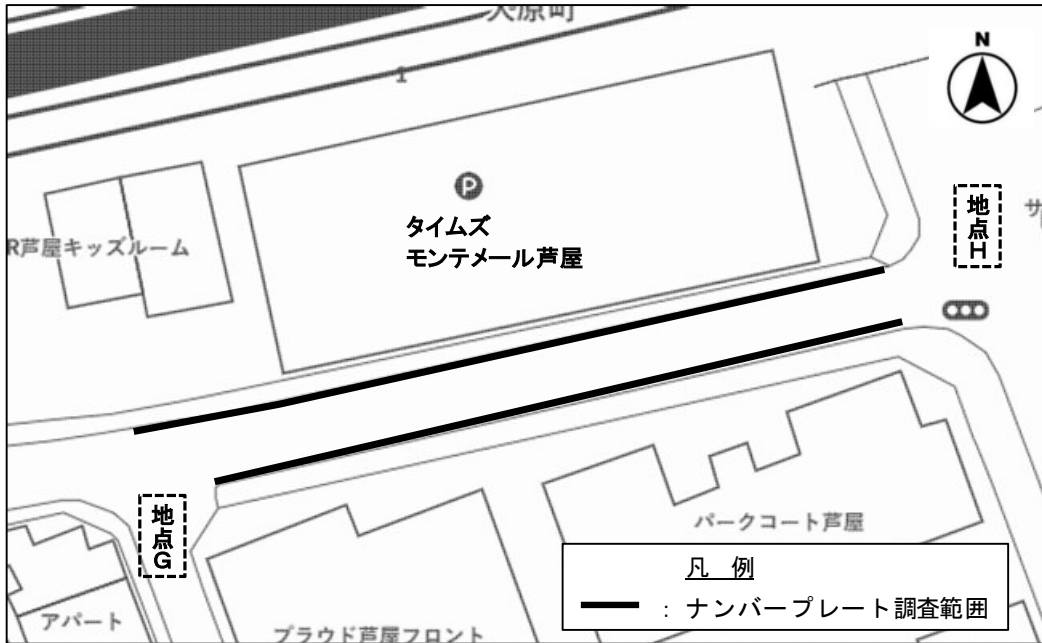 大原町
1
N
P
タイムズ
モンテメール芦屋
R芦屋キッズルーム
地点H
サ
地点G
パークコート芦屋
アパート
プラウド芦屋フロント
凡 例
: ナンバープレート調査範囲